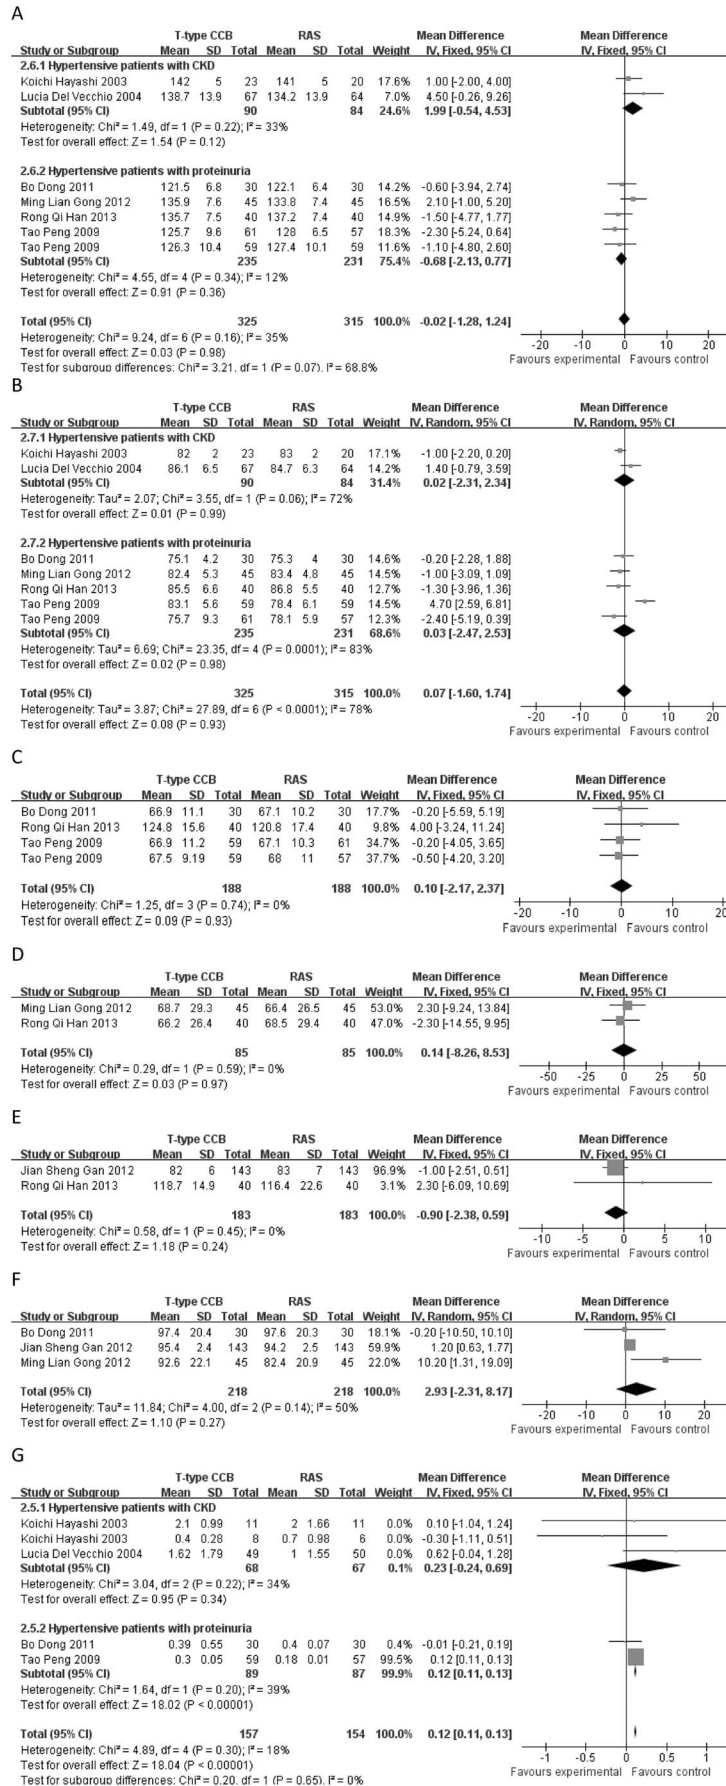 A
T-type CCB RAS Mean Difference Mean Difference
Study or Subgroup Mean SD Total Mean SD Total Weight IV, Fixed, 95% CI IV, Fixed, 95% CI
2.6.1 Hypertensive patients with CKD
Koichi Hayashi 2003 142 5 23 141 5 20 17.6% 1.00 [-2.00, 4.00]
Lucia Del Vecchio 2004 138.7 13.9 67 134.2 13.9 64 7.0% 4.50 [-0.26, 9.26]
Subtotal (95% CI) 90 84 24.6% 1.99 [-0.54, 4.53]
Heterogeneity: Chi² = 1.49, df = 1 (P = 0.22); I² = 33%
Test for overall effect: Z = 1.54 (P = 0.12)
2.6.2 Hypertensive patients with proteinuria
Bo Dong 2011 121.5 6.8 30 122.1 6.4 30 14.2% -0.60 [-3.94, 2.74]
Ming Lian Gong 2012 135.9 7.6 45 133.8 7.4 45 16.5% 2.10 [-1.00, 5.20]
Rong Qi Han 2013 135.7 7.5 40 137.2 7.4 40 14.9% -1.50 [-4.77, 1.77]
Tao Peng 2009 125.7 9.6 61 128 6.5 57 18.3% -2.30 [-5.24, 0.64]
Tao Peng 2009 126.3 10.4 59 127.4 10.1 59 11.6% -1.10 [-4.80, 2.60]
Subtotal (95% CI) 235 231 75.4% -0.68 [-2.13, 0.77]
Heterogeneity: Chi² = 4.55, df = 4 (P = 0.34); I² = 12%
Test for overall effect: Z = 0.91 (P = 0.36)
Total (95% CI) 325 315 100.0% -0.02 [-1.28, 1.24]
Heterogeneity: Chi² = 9.24, df = 6 (P = 0.16); I² = 35%
Test for overall effect: Z = 0.03 (P = 0.98)
Test for subgroup differences: Chi² = 3.21, df = 1 (P = 0.07), I² = 68.8%
-20 -10 0 10 20
Favours experimental Favours control
B
T-type CCB RAS Mean Difference Mean Difference
Study or Subgroup Mean SD Total Mean SD Total Weight IV, Random, 95% CI IV, Random, 95% CI
2.7.1 Hypertensive patients with CKD
Koichi Hayashi 2003 82 2 23 83 2 20 17.1% -1.00 [-2.20, 0.20]
Lucia Del Vecchio 2004 86.1 6.5 67 84.7 6.3 64 14.2% 1.40 [-0.79, 3.59]
Subtotal (95% CI) 90 84 31.4% 0.02 [-2.31, 2.34]
Heterogeneity: Tau² = 2.07; Chi² = 3.55, df = 1 (P = 0.06); I² = 72%
Test for overall effect: Z = 0.01 (P = 0.99)
2.7.2 Hypertensive patients with proteinuria
Bo Dong 2011 75.1 4.2 30 75.3 4 30 14.6% -0.20 [-2.28, 1.88]
Ming Lian Gong 2012 82.4 5.3 45 83.4 4.8 45 14.5% -1.00 [-3.09, 1.09]
Rong Qi Han 2013 85.5 6.6 40 86.8 5.5 40 12.7% -1.30 [-3.96, 1.36]
Tao Peng 2009 83.1 5.6 59 78.4 6.1 59 14.5% 4.70 [2.59, 6.81]
Tao Peng 2009 75.7 9.3 61 78.1 5.9 57 12.3% -2.40 [-5.19, 0.39]
Subtotal (95% CI) 235 231 68.6% 0.03 [-2.47, 2.53]
Heterogeneity: Tau² = 6.69; Chi² = 23.35, df = 4 (P = 0.0001); I² = 83%
Test for overall effect: Z = 0.02 (P = 0.98)
Total (95% CI) 325 315 100.0% 0.07 [-1.60, 1.74]
Heterogeneity: Tau² = 3.87; Chi² = 27.89, df = 6 (P < 0.0001); I² = 78%
Test for overall effect: Z = 0.08 (P = 0.93)
-20 -10 0 10 20
Favours experimental Favours control
C
T-type CCB RAS Mean Difference Mean Difference
Study or Subgroup Mean SD Total Mean SD Total Weight IV, Fixed, 95% CI IV, Fixed, 95% CI
Bo Dong 2011 66.9 11.1 30 67.1 10.2 30 17.7% -0.20 [-5.59, 5.19]
Rong Qi Han 2013 124.8 15.6 40 120.8 17.4 40 9.8% 4.00 [-3.24, 11.24]
Tao Peng 2009 66.9 11.2 59 67.1 10.3 61 34.7% -0.20 [-4.05, 3.65]
Tao Peng 2009 67.5 9.19 59 68 11 57 37.7% -0.50 [-4.20, 3.20]
Total (95% CI) 188 188 100.0% 0.10 [-2.17, 2.37]
Heterogeneity: Chi² = 1.25, df = 3 (P = 0.74); I² = 0%
Test for overall effect: Z = 0.09 (P = 0.93)
-20 -10 0 10 20
Favours experimental Favours control
D
T-type CCB RAS Mean Difference Mean Difference
Study or Subgroup Mean SD Total Mean SD Total Weight IV, Fixed, 95% CI IV, Fixed, 95% CI
Ming Lian Gong 2012 68.7 29.3 45 66.4 26.5 45 53.0% 2.30 [-9.24, 13.84]
Rong Qi Han 2013 66.2 26.4 40 68.5 29.4 40 47.0% -2.30 [-14.55, 9.95]
Total (95% CI) 85 85 100.0% 0.14 [-8.26, 8.53]
Heterogeneity: Chi² = 0.29, df = 1 (P = 0.59); I² = 0%
Test for overall effect: Z = 0.03 (P = 0.97)
-50 -25 0 25 50
Favours experimental Favours control
E
T-type CCB RAS Mean Difference Mean Difference
Study or Subgroup Mean SD Total Mean SD Total Weight IV, Fixed, 95% CI IV, Fixed, 95% CI
Jian Sheng Gan 2012 82 6 143 83 7 143 96.9% -1.00 [-2.51, 0.51]
Rong Qi Han 2013 118.7 14.9 40 116.4 22.6 40 3.1% 2.30 [-6.09, 10.69]
Total (95% CI) 183 183 100.0% -0.90 [-2.38, 0.59]
Heterogeneity: Chi² = 0.58, df = 1 (P = 0.45); I² = 0%
Test for overall effect: Z = 1.18 (P = 0.24)
-10 -5 0 5 10
Favours experimental Favours control
F
T-type CCB RAS Mean Difference Mean Difference
Study or Subgroup Mean SD Total Mean SD Total Weight IV, Random, 95% CI IV, Random, 95% CI
Bo Dong 2011 97.4 20.4 30 97.6 20.3 30 18.1% -0.20 [-10.50, 10.10]
Jian Sheng Gan 2012 95.4 2.4 143 94.2 2.5 143 59.9% 1.20 [0.63, 1.77]
Ming Lian Gong 2012 92.6 22.1 45 82.4 20.9 45 22.0% 10.20 [1.31, 19.09]
Total (95% CI) 218 218 100.0% 2.93 [-2.31, 8.17]
Heterogeneity: Tau² = 11.84; Chi² = 4.00, df = 2 (P = 0.14); I² = 50%
Test for overall effect: Z = 1.10 (P = 0.27)
-20 -10 0 10 20
Favours experimental Favours control
G
T-type CCB RAS Mean Difference Mean Difference
Study or Subgroup Mean SD Total Mean SD Total Weight IV, Fixed, 95% CI IV, Fixed, 95% CI
2.5.1 Hypertensive patients with CKD
Koichi Hayashi 2003 2.1 0.99 11 2 1.66 11 0.0% 0.10 [-1.04, 1.24]
Koichi Hayashi 2003 0.4 0.28 8 0.7 0.98 6 0.0% -0.30 [-1.11, 0.51]
Lucia Del Vecchio 2004 1.62 1.79 49 1 1.55 50 0.0% 0.62 [-0.04, 1.28]
Subtotal (95% CI) 68 67 0.1% 0.23 [-0.24, 0.69]
Heterogeneity: Chi² = 3.04, df = 2 (P = 0.22); I² = 34%
Test for overall effect: Z = 0.95 (P = 0.34)
2.5.2 Hypertensive patients with proteinuria
Bo Dong 2011 0.39 0.55 30 0.4 0.07 30 0.4% -0.01 [-0.21, 0.19]
Tao Peng 2009 0.3 0.05 59 0.18 0.01 57 99.5% 0.12 [0.11, 0.13]
Subtotal (95% CI) 89 87 99.9% 0.12 [0.11, 0.13]
Heterogeneity: Chi² = 1.64, df = 1 (P = 0.20); I² = 39%
Test for overall effect: Z = 18.02 (P < 0.00001)
Total (95% CI) 157 154 100.0% 0.12 [0.11, 0.13]
Heterogeneity: Chi² = 4.89, df = 4 (P = 0.30); I² = 18%
Test for overall effect: Z = 18.04 (P < 0.00001)
Test for subgroup differences: Chi² = 0.20, df = 1 (P = 0.65), I² = 0%
-1 -0.5 0 0.5 1
Favours experimental Favours control